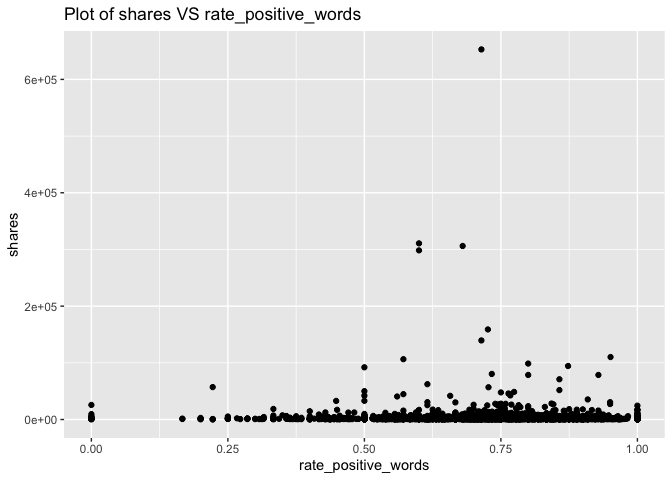 Plot of shares VS rate_positive_words
6e+05
4e+05
2e+05
0e+00
shares
0.00 0.25 0.50 0.75 1.00
rate_positive_words